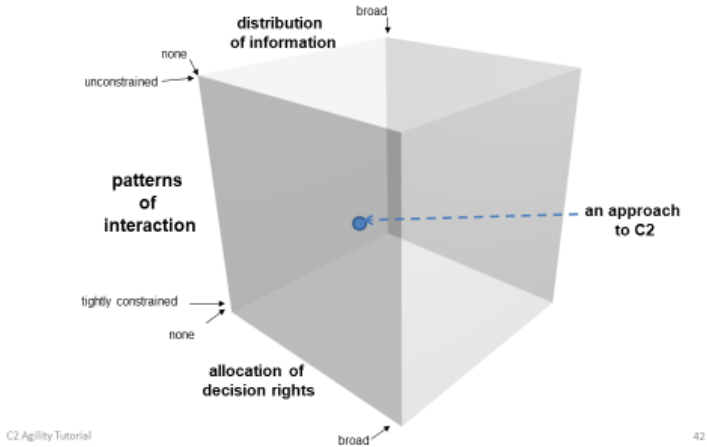 broad
distribution
of information
none
unconstrained
patterns
of
interaction
an approach
to C2
tightly constrained
none
allocation of
decision rights
broad
C2 Agility Tutorial
42